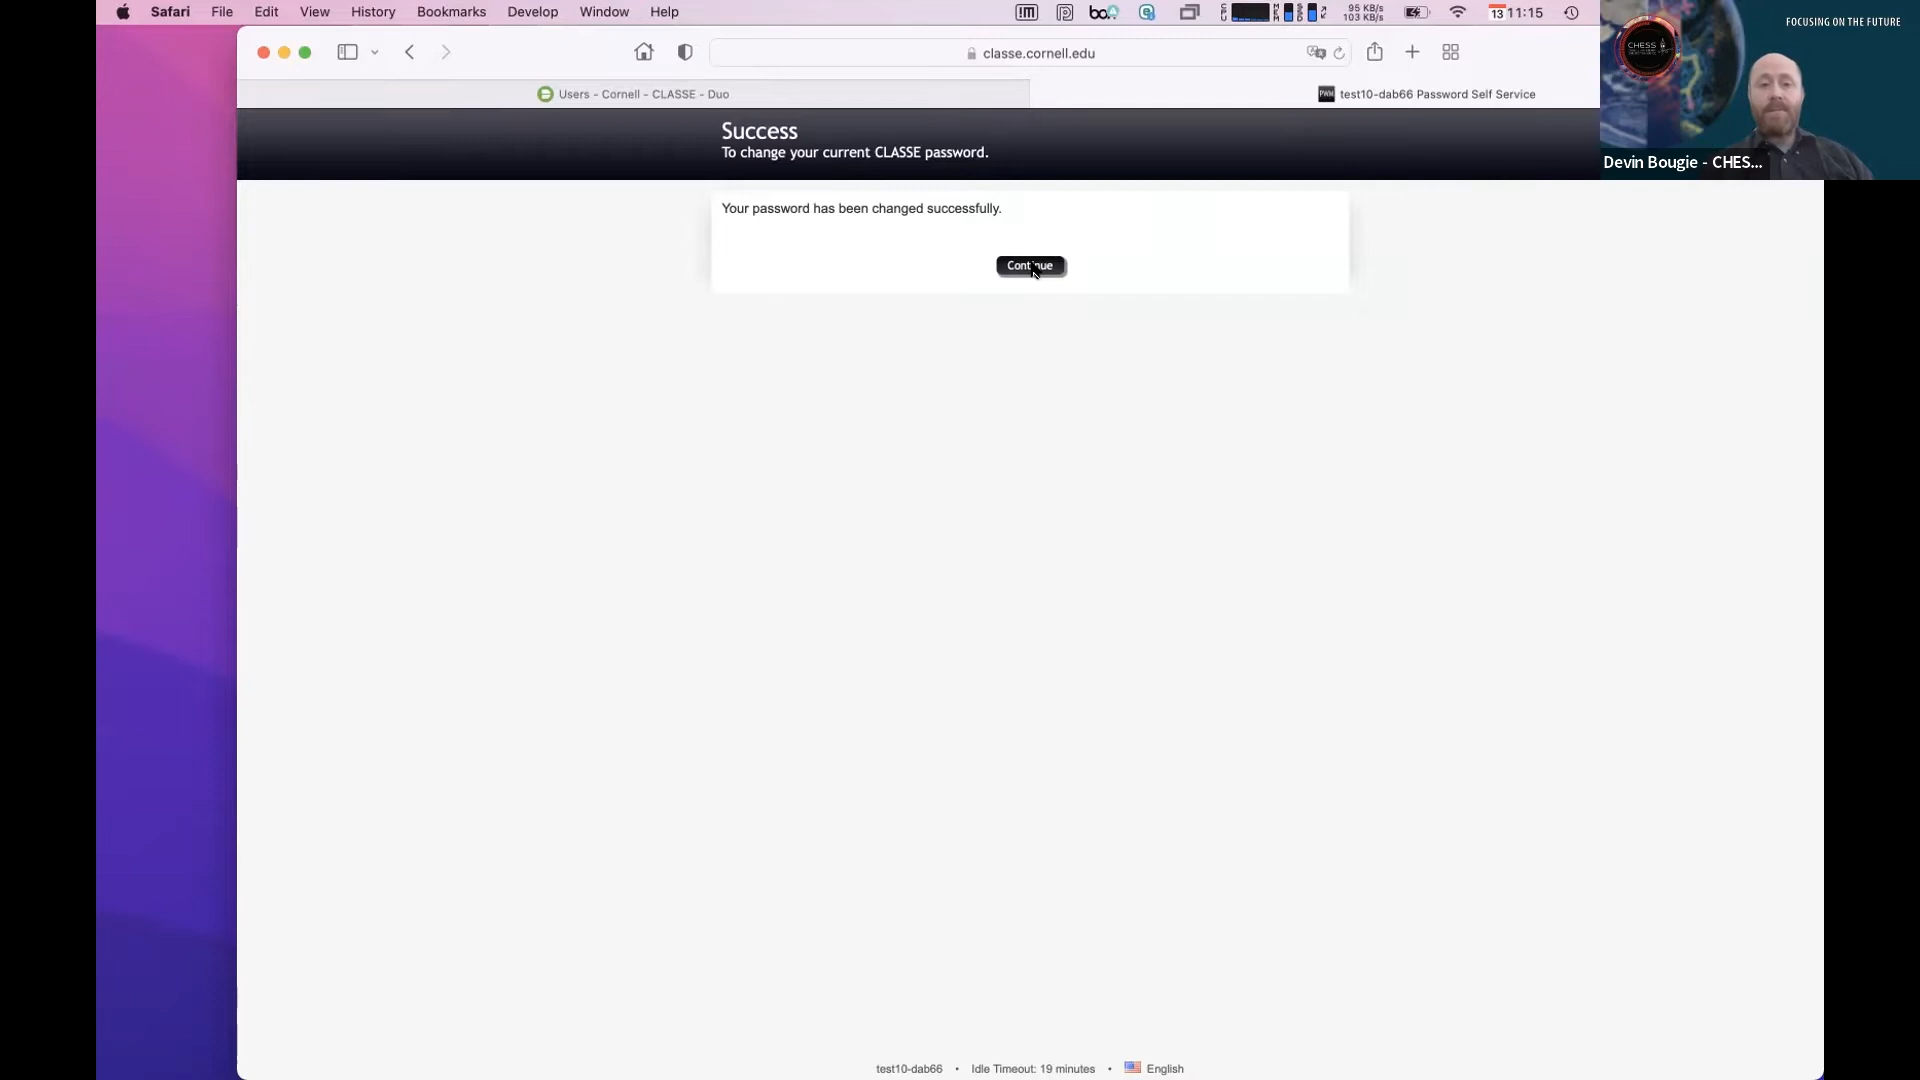 Safari File Edit View History Bookmarks Develop Window Help
95 KB/s
103 KB/s
13 11:15
FOCUSING ON THE FUTURE
CHESS
classe.cornell.edu
Users - Cornell - CLASSE - Duo
PWM test10-dab66 Password Self Service
Success
To change your current CLASSE password.
Devin Bougie - CHES...
Your password has been changed successfully.
Continue
test10-dab66 • Idle Timeout: 19 minutes • English